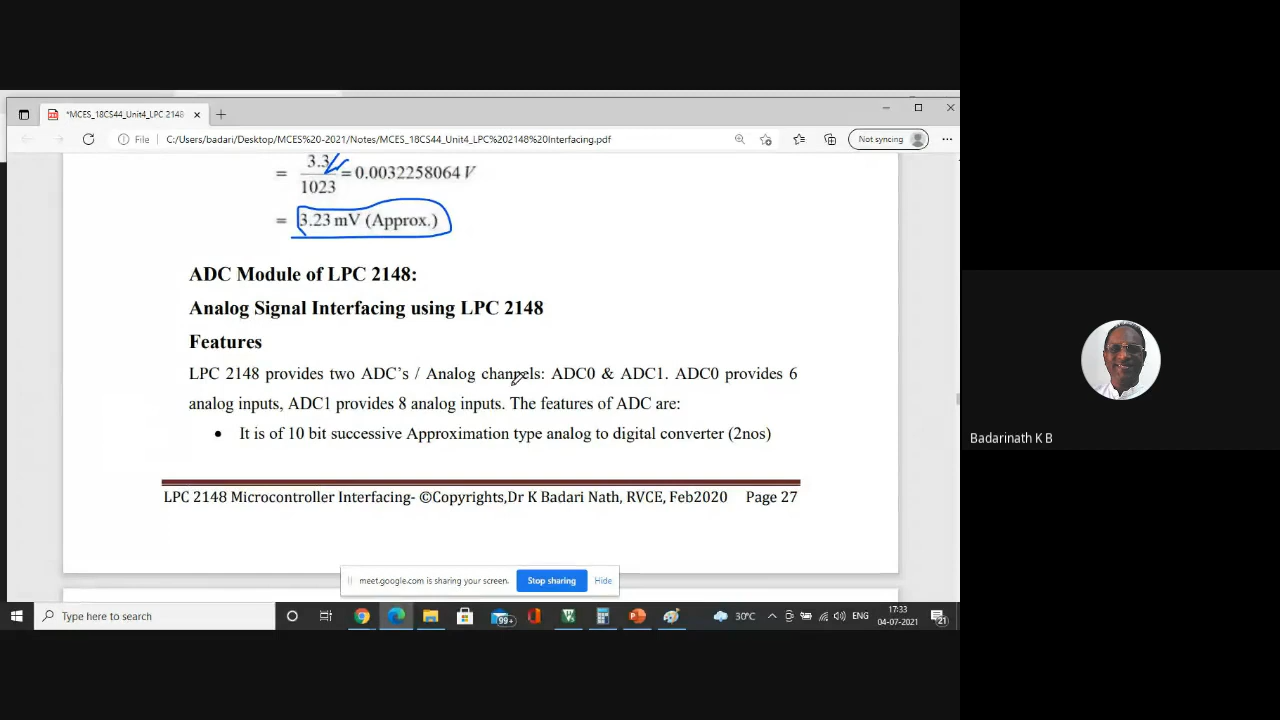 *MCES_18CS44_Unit4_LPC 2148
File
C:/Users/badari/Desktop/MCES%20-2021/Notes/MCES_18CS44_Unit4_LPC%202148%20Interfacing.pdf
Not syncing
= 3.3
1023
= 0.0032258064 V
= 3.23 mV (Approx.)
ADC Module of LPC 2148:
Analog Signal Interfacing using LPC 2148
Features
LPC 2148 provides two ADC's / Analog channels: ADC0 & ADC1. ADC0 provides 6
analog inputs, ADC1 provides 8 analog inputs. The features of ADC are:
• It is of 10 bit successive Approximation type analog to digital converter (2nos)
LPC 2148 Microcontroller Interfacing- ©Copyrights,Dr K Badari Nath, RVCE, Feb2020 Page 27
meet.google.com is sharing your screen.
Stop sharing
Hide
Badarinath K B
Type here to search
99+
30°C
ENG
17:33
04-07-2021
21